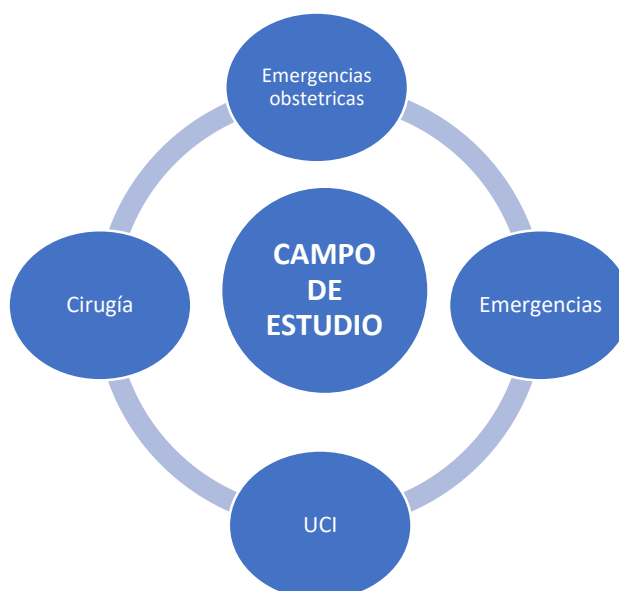 Emergencias
obstetricas
CAMPO
DE
ESTUDIO
Cirugía
Emergencias
UCI